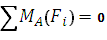 ∑M_A(F_i) = 0